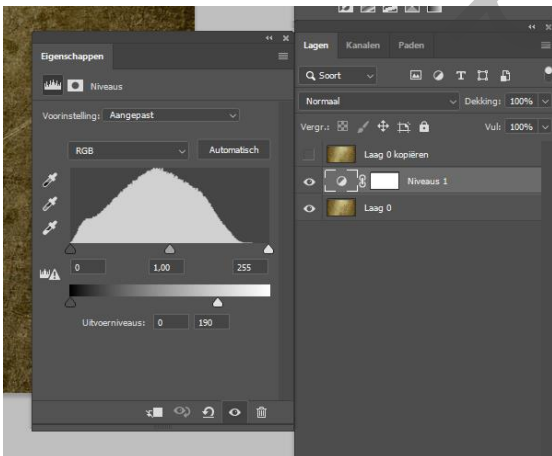 Eigenschappen
Niveaus
Voorinstelling: Aangepast
RGB Automatisch
0 1,00 255
Uitvoerniveaus: 0 190
Lagen Kanalen Paden
Soort
Normaal Dekking: 100%
Vergr.: Vul: 100%
Laag 0 kopiëren
Niveaus 1
Laag 0